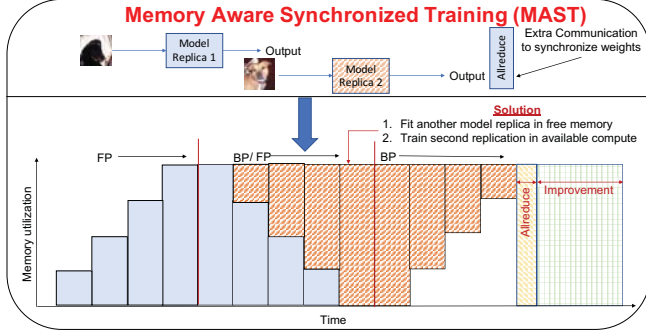 Memory Aware Synchronized Training (MAST)
Model
Replica 1
Output
Model
Replica 2
Output
Allreduce
Extra Communication
to synchronize weights
Solution
1. Fit another model replica in free memory
2. Train second replication in available compute
FP
BP/ FP
BP
Memory utilization
Allreduce
Improvement
Time